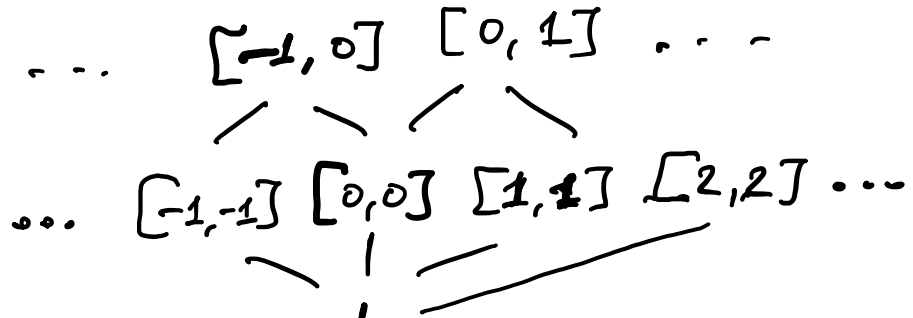 ... [-1, 0] [0, 1] ...
... [-1,-1] [0,0] [1,1] [2,2] ...